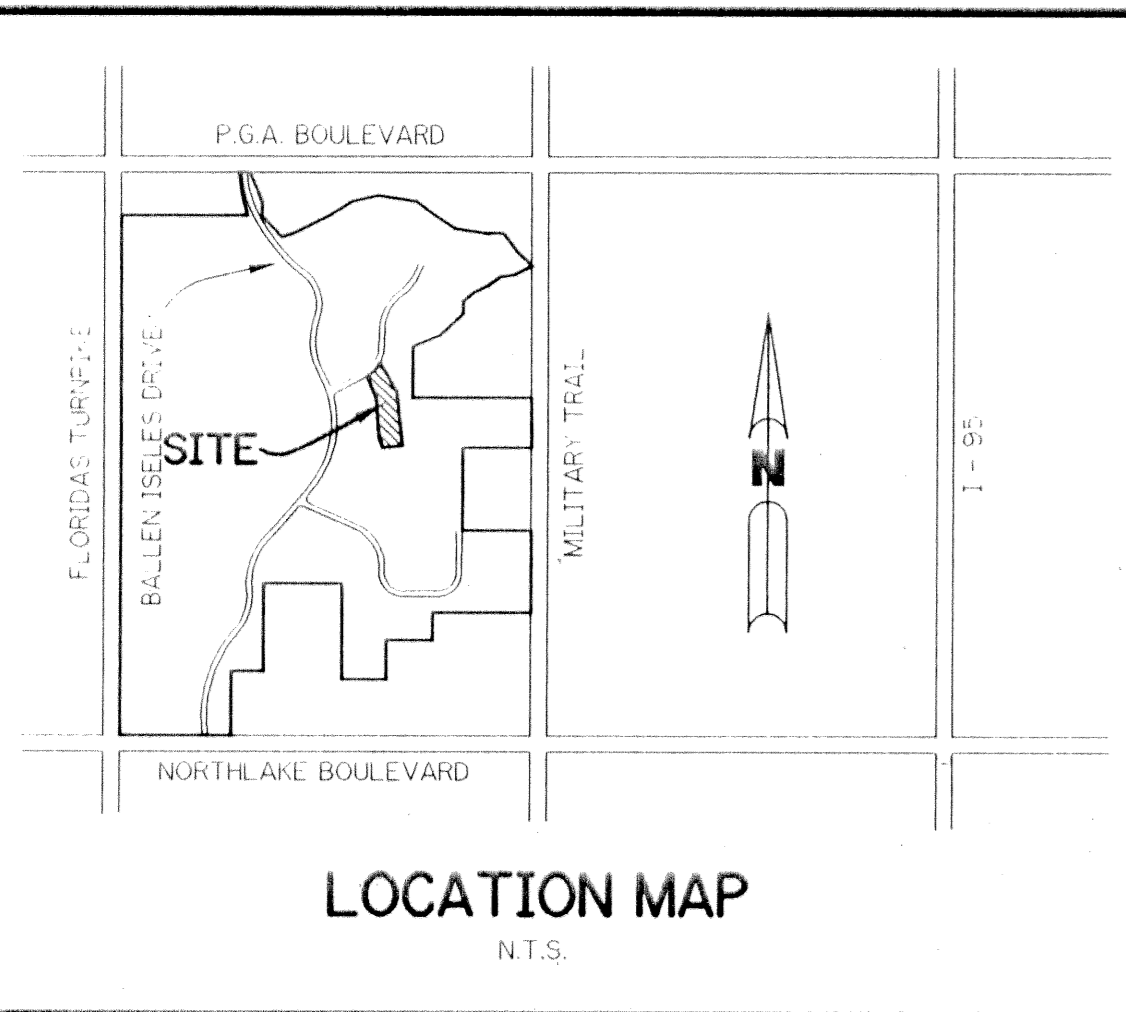 P.G.A. BOULEVARD
FLORIDAS TURNPIKE
BALLEN ISELES DRIVE
SITE
MILITARY TRAIL
N
I-95
NORTHLAKE BOULEVARD
LOCATION MAP
N.T.S.